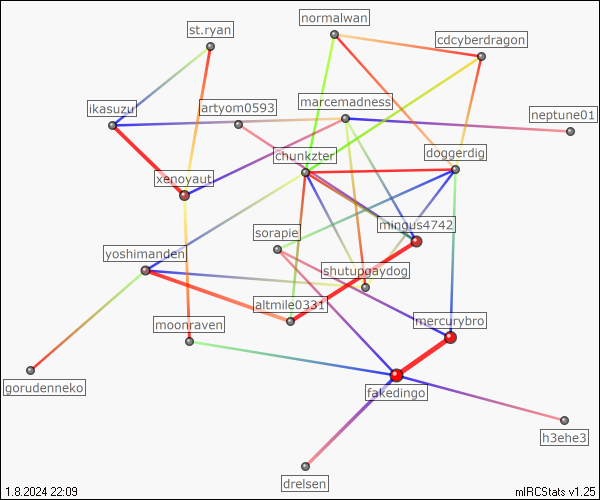 normalwan
st.ryan
cdcyberdragon
ikasuzu
artyom0593
marcemadness
neptune01
chunkzter
doggerdig
xenoyaut
mingus4742
sorapie
yoshimanden
shutupgaydog
altmile0331
moonraven
mercurybro
gorudenneko
fakedingo
h3ehe3
drelsen
1.8.2024 22:09
mIRCStats v1.25